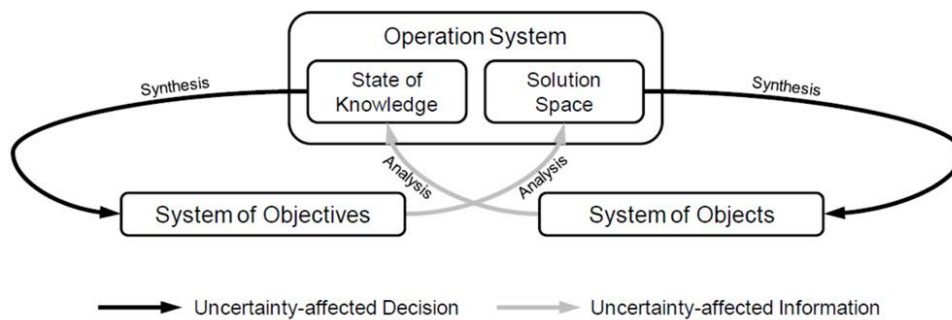 Operation System
Synthesis
State of
Knowledge
Solution
Space
Synthesis
Analysis
Analysis
System of Objectives
System of Objects
Uncertainty-affected Decision
Uncertainty-affected Information